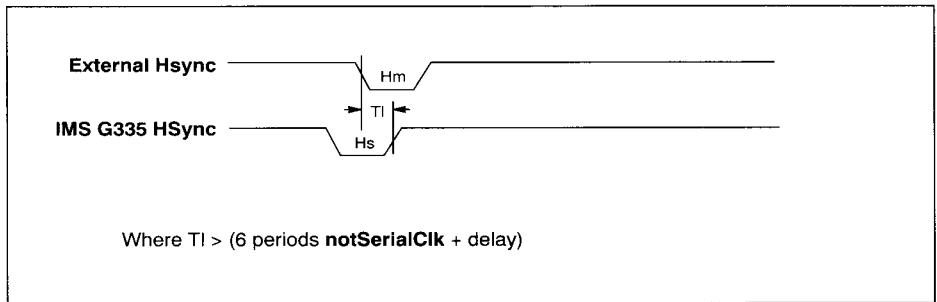 External Hsync
Hm
Tl
IMS G335 HSync
Hs
Where Tl > (6 periods notSerialClk + delay)